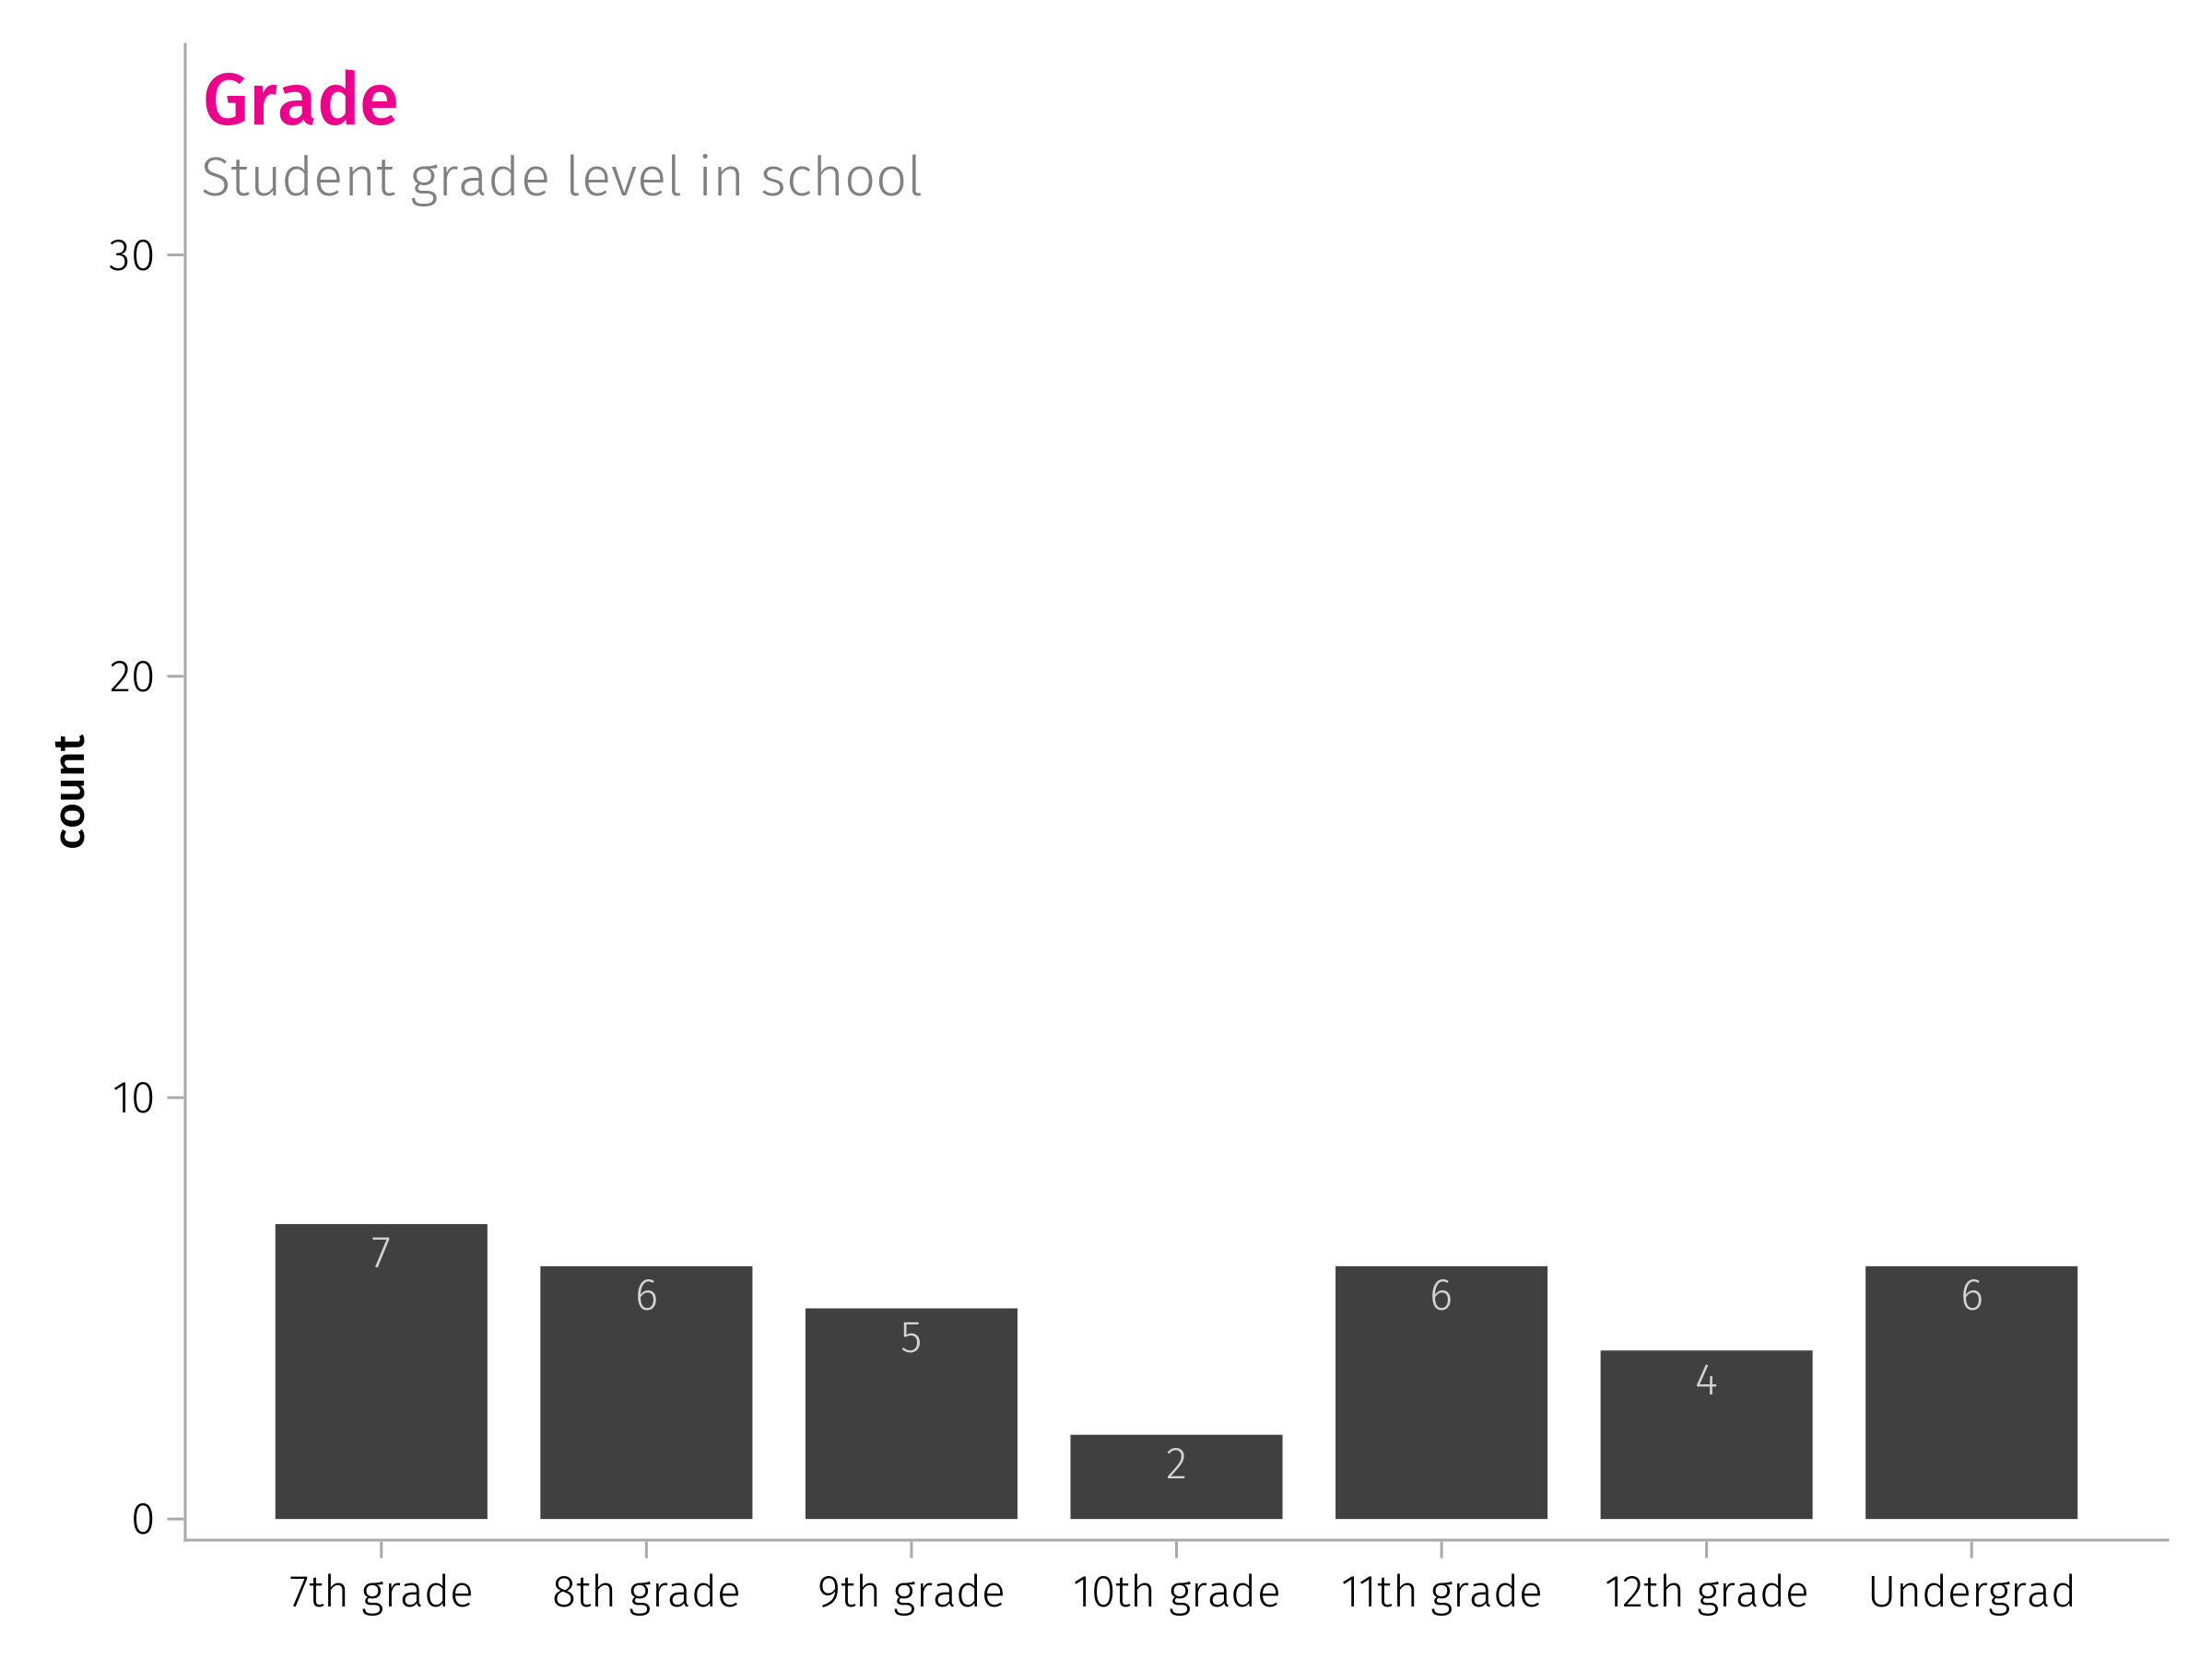 Grade
Student grade level in school
30
20
10
0
count
7
6
5
2
6
4
6
7th grade
8th grade
9th grade
10th grade
11th grade
12th grade
Undergrad